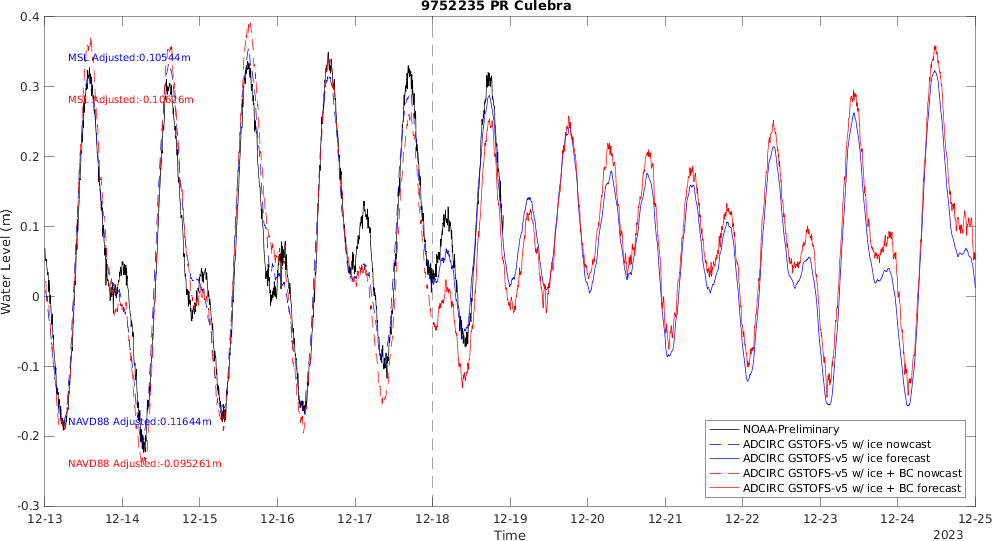 9752235 PR Culebra
0.4
0.3
0.2
0.1
0
-0.1
-0.2
-0.3
Water Level (m)
MSL Adjusted:0.10544m
MSL Adjusted:-0.10626m
NAVD88 Adjusted:0.11644m
NAVD88 Adjusted:-0.095261m
NOAA-Preliminary
ADCIRC GSTOFS-v5 w/ ice nowcast
ADCIRC GSTOFS-v5 w/ ice forecast
ADCIRC GSTOFS-v5 w/ ice + BC nowcast
ADCIRC GSTOFS-v5 w/ ice + BC forecast
12-13 12-14 12-15 12-16 12-17 12-18 12-19 12-20 12-21 12-22 12-23 12-24 12-25
Time
2023